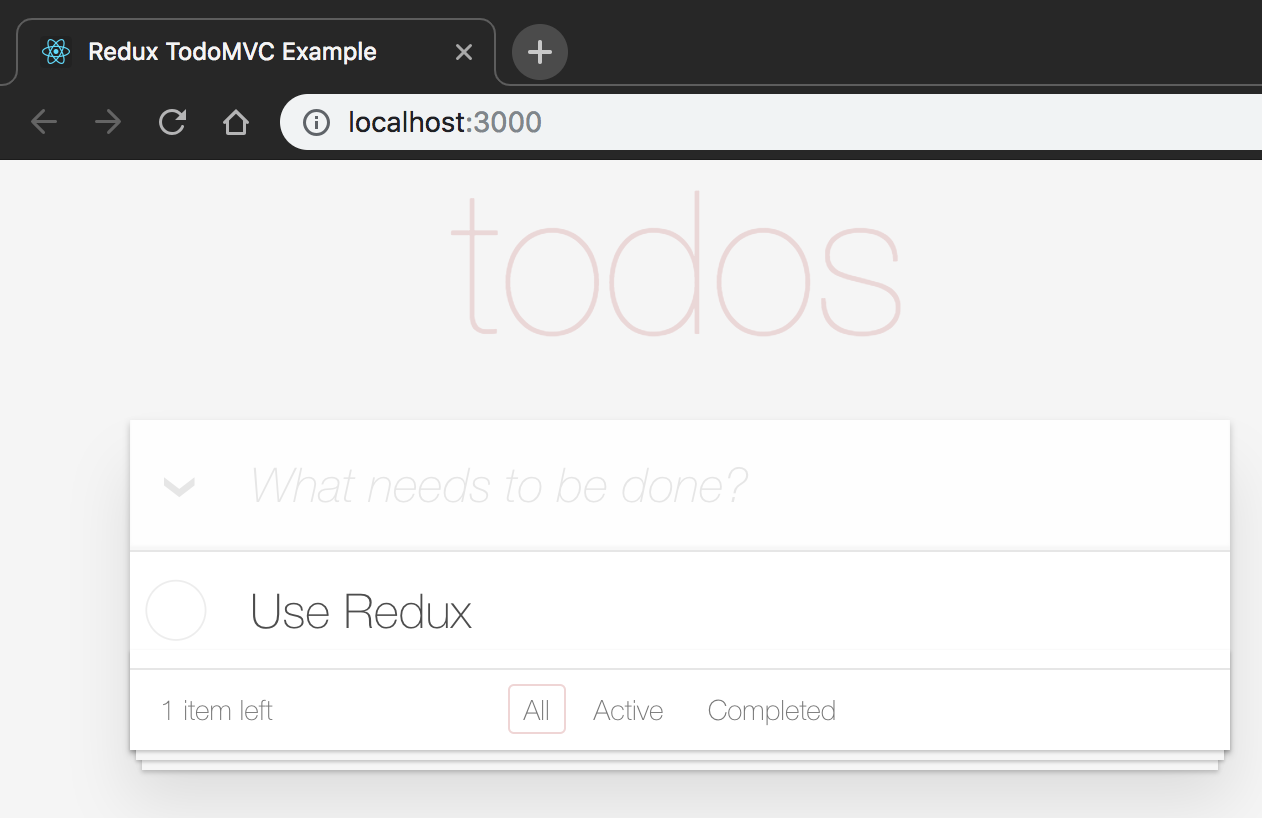 Redux TodoMVC Example
localhost:3000
todos
What needs to be done?
Use Redux
1 item left All Active Completed